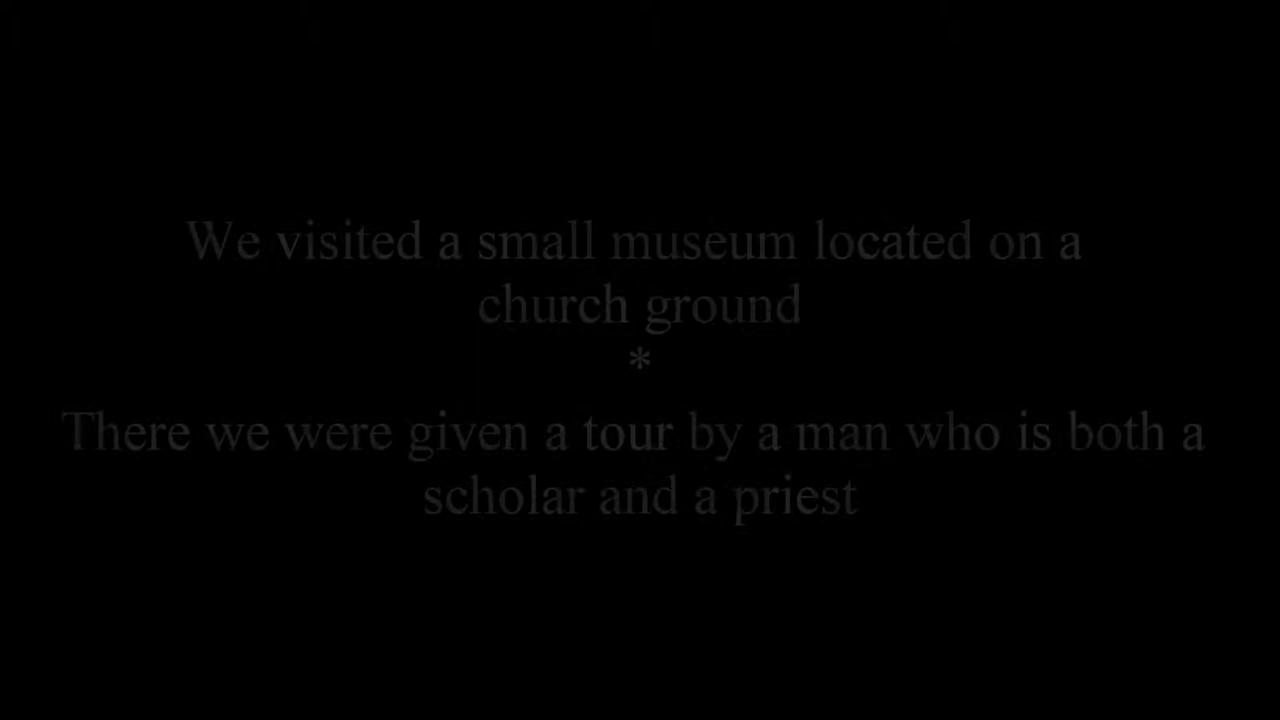 We visited a small museum located on a
church ground
*
There we were given a tour by a man who is both a
scholar and a priest